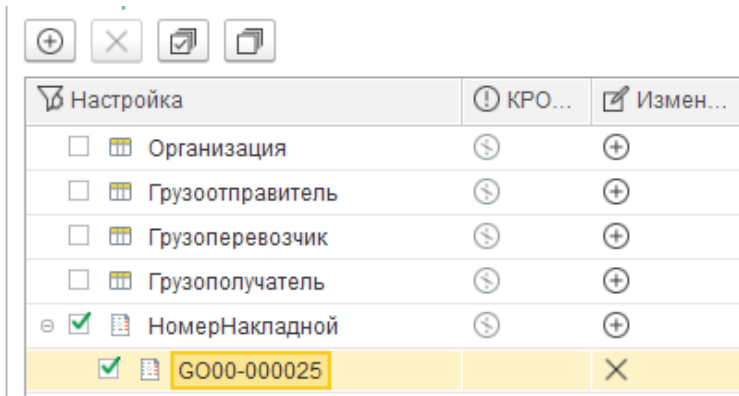 Настройка КРО... Измен...
Организация
Грузоотправитель
Грузоперевозчик
Грузополучатель
НомерНакладной
GO00-000025